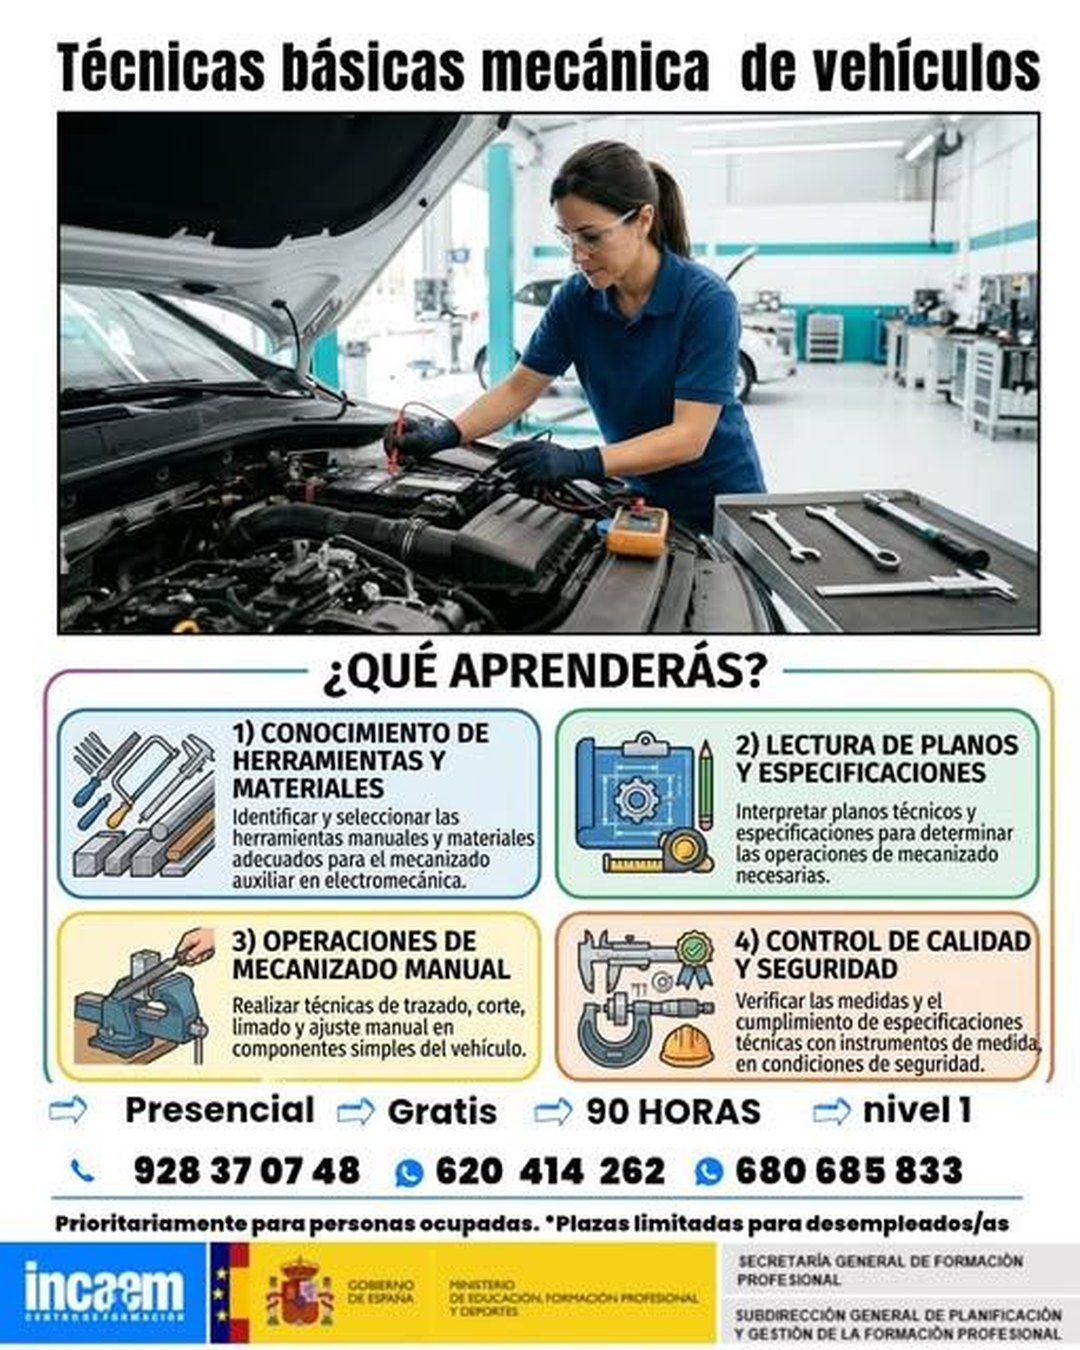 Técnicas básicas mecánica de vehículos
¿QUÉ APRENDERÁS?
1) CONOCIMIENTO DE
HERRAMIENTAS Y
MATERIALES
Identificar y seleccionar las
herramientas manuales y materiales
adecuados para el mecanizado
auxiliar en electromecánica.
2) LECTURA DE PLANOS
Y ESPECIFICACIONES
Interpretar planos técnicos y
especificaciones para determinar
las operaciones de mecanizado
necesarias.
3) OPERACIONES DE
MECANIZADO MANUAL
Realizar técnicas de trazado, corte,
limado y ajuste manual en
componentes simples del vehículo.
4) CONTROL DE CALIDAD
Y SEGURIDAD
Verificar las medidas y el
cumplimiento de especificaciones
técnicas con instrumentos de medida,
en condiciones de seguridad.
Presencial Gratis 90 HORAS nivel 1
928 37 07 48 620 414 262 680 685 833
Prioritariamente para personas ocupadas. *Plazas limitadas para desempleados/as
incaem
CENTRO DE FORMACIÓN
GOBIERNO
DE ESPAÑA
MINISTERIO
DE EDUCACIÓN, FORMACIÓN PROFESIONAL
Y DEPORTES
SECRETARÍA GENERAL DE FORMACIÓN
PROFESIONAL
SUBDIRECCIÓN GENERAL DE PLANIFICACIÓN
Y GESTIÓN DE LA FORMACIÓN PROFESIONAL